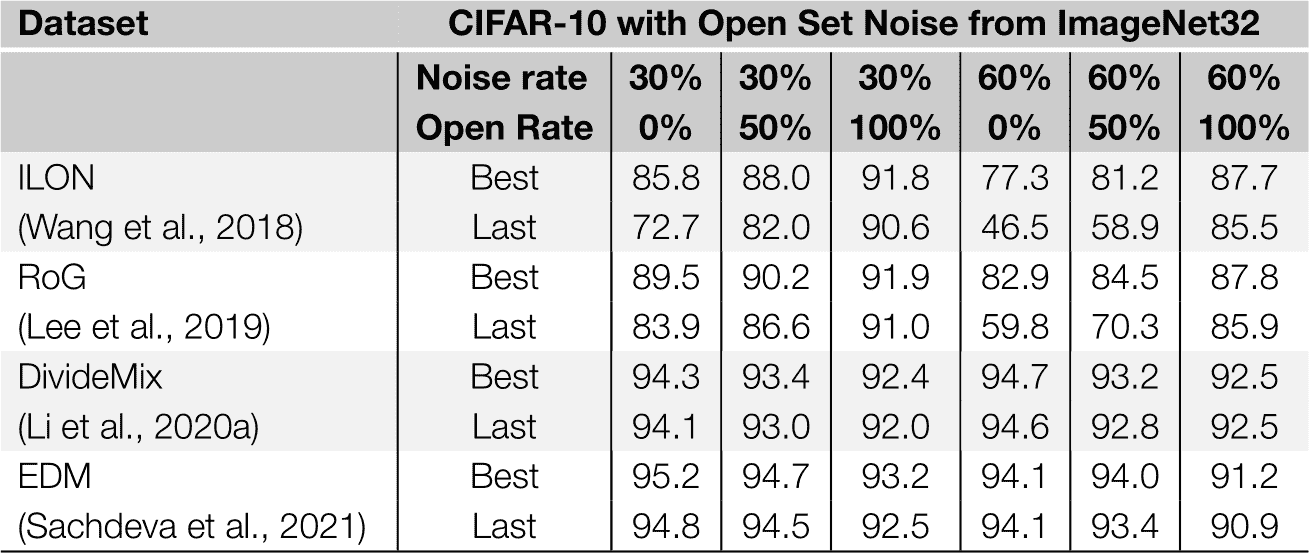 Dataset CIFAR-10 with Open Set Noise from ImageNet32
Noise rate 30% 30% 30% 60% 60% 60%
Open Rate 0% 50% 100% 0% 50% 100%
ILON Best 85.8 88.0 91.8 77.3 81.2 87.7
(Wang et al., 2018) Last 72.7 82.0 90.6 46.5 58.9 85.5
RoG Best 89.5 90.2 91.9 82.9 84.5 87.8
(Lee et al., 2019) Last 83.9 86.6 91.0 59.8 70.3 85.9
DivideMix Best 94.3 93.4 92.4 94.7 93.2 92.5
(Li et al., 2020a) Last 94.1 93.0 92.0 94.6 92.8 92.5
EDM Best 95.2 94.7 93.2 94.1 94.0 91.2
(Sachdeva et al., 2021) Last 94.8 94.5 92.5 94.1 93.4 90.9